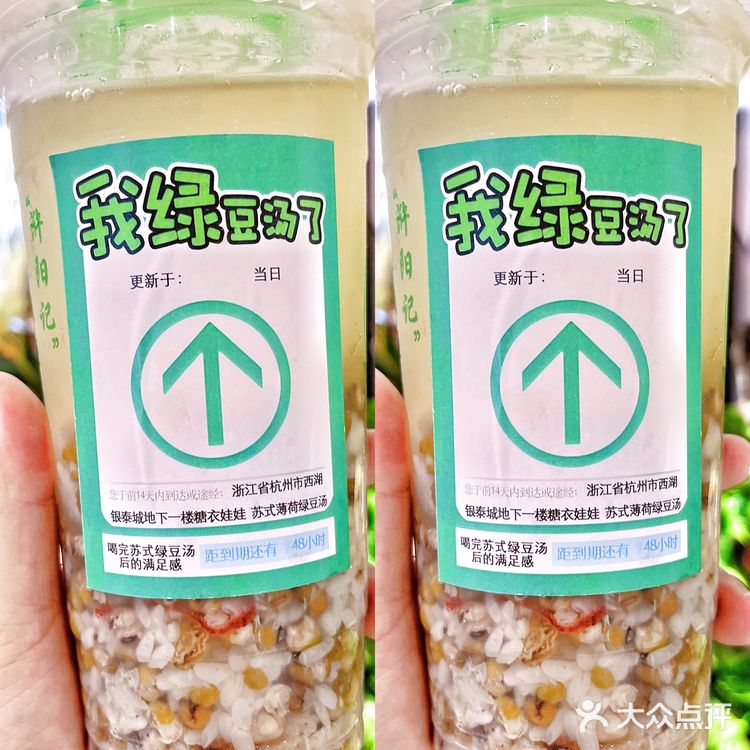 我绿豆汤了
更新于： 当日
您于前14天内到达或途经： 浙江省杭州市西湖
银泰城地下一楼糖衣娃娃 苏式薄荷绿豆汤
喝完苏式绿豆汤
后的满足感
距到期还有 48小时
我绿豆汤了
更新于： 当日
您于前14天内到达或途经： 浙江省杭州市西湖
银泰城地下一楼糖衣娃娃 苏式薄荷绿豆汤
喝完苏式绿豆汤
后的满足感
距到期还有 48小时
大众点评